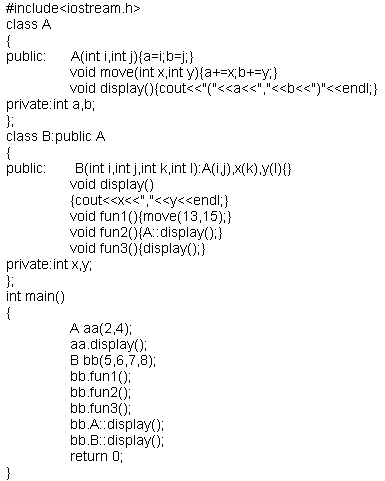 #include<iostream.h>
class A
{
public:     A(int i,int j){a=i;b=j;}
void move(int x,int y){a+=x;b+=y;}
void display(){cout<<"("<<a<<","<<b<<")"<<endl;}
private:int a,b;
};
class B:public A
{
public:     B(int i,int j,int k,int l):A(i,j),x(k),y(l){}
void display()
{cout<<x<<","<<y<<endl;}
void fun1(){move(13,15);}
void fun2(){A::display();}
void fun3(){display();}
private:int x,y;
};
int main()
{
A aa(2,4);
aa.display();
B bb(5,6,7,8);
bb.fun1();
bb.fun2();
bb.fun3();
bb.A::display();
bb.B::display();
return 0;
}